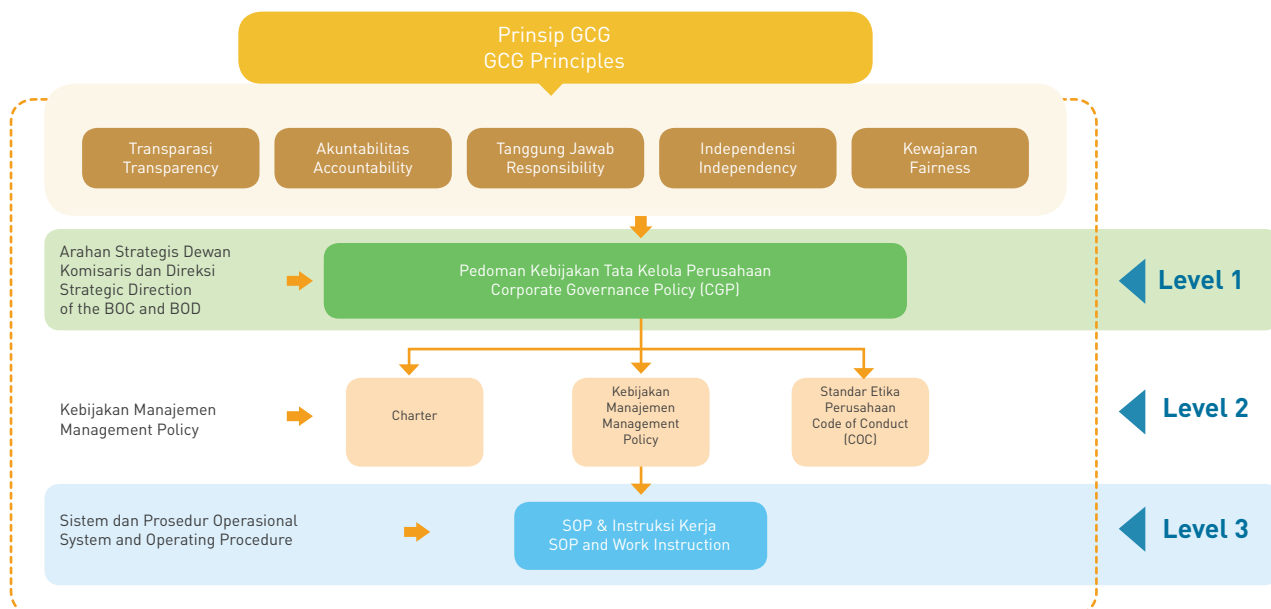 Prinsip GCG
GCG Principles
Transparasi
Transparency
Akuntabilitas
Accountability
Tanggung Jawab
Responsibility
Independensi
Independency
Kewajaran
Fairness
Arahan Strategis Dewan
Komisaris dan Direksi
Strategic Direction
of the BOC and BOD
Pedoman Kebijakan Tata Kelola Perusahaan
Corporate Governance Policy (CGP)
Level 1
Kebijakan Manajemen
Management Policy
Charter
Kebijakan
Manajemen
Management
Policy
Standar Etika
Perusahaan
Code of Conduct
(COC)
Level 2
Sistem dan Prosedur Operasional
System and Operating Procedure
SOP & Instruksi Kerja
SOP and Work Instruction
Level 3